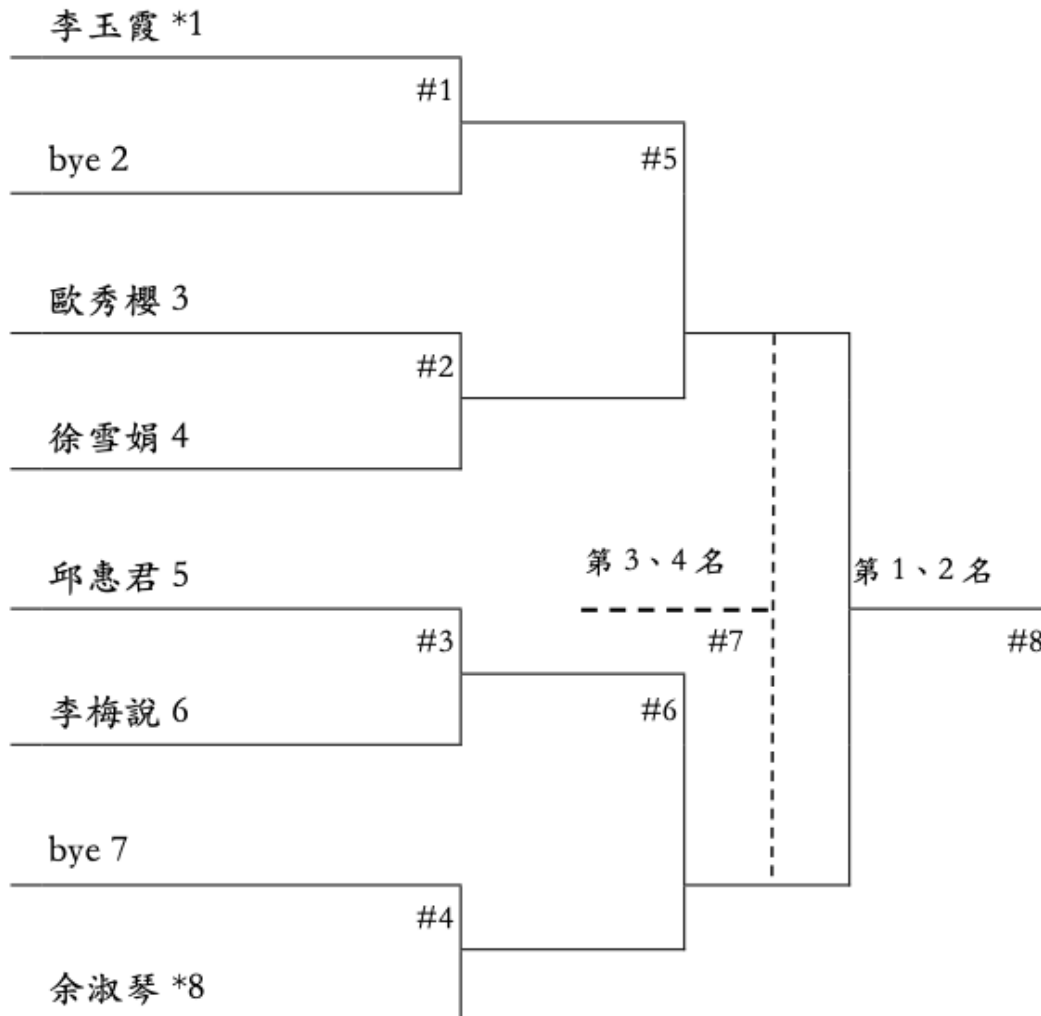 李玉霞 *1
#1
bye 2
#5
歐秀櫻 3
#2
徐雪娟 4
第 3、4 名
第 1、2 名
邱惠君 5
#3
#7
#8
李梅說 6
#6
bye 7
#4
余淑琴 *8